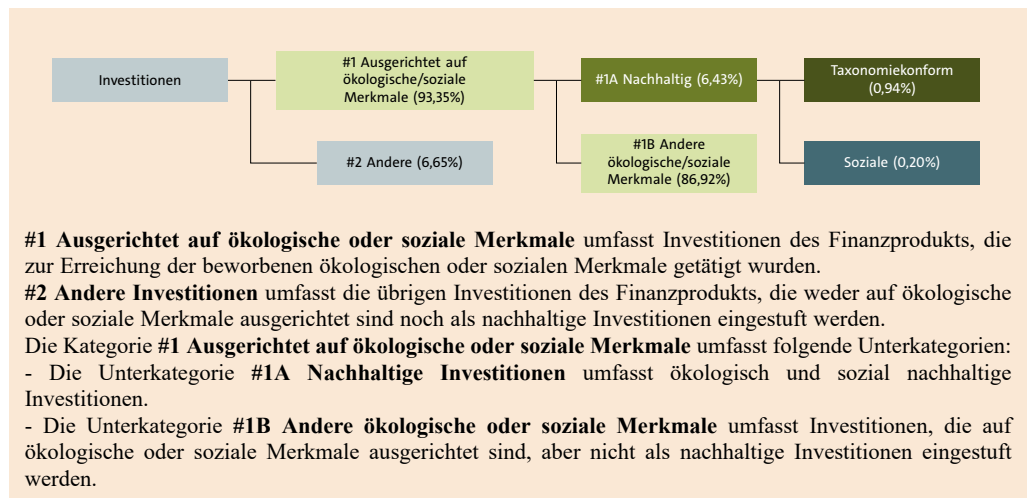 Investitionen
#1 Ausgerichtet auf
ökologische/soziale
Merkmale (93,35%)
#1A Nachhaltig (6,43%)
Taxonomiekonform
(0,94%)
#2 Andere (6,65%)
#1B Andere
ökologische/soziale
Merkmale (86,92%)
Soziale (0,20%)
#1 Ausgerichtet auf ökologische oder soziale Merkmale umfasst Investitionen des Finanzprodukts, die
zur Erreichung der beworbenen ökologischen oder sozialen Merkmale getätigt wurden.
#2 Andere Investitionen umfasst die übrigen Investitionen des Finanzprodukts, die weder auf ökologische
oder soziale Merkmale ausgerichtet sind noch als nachhaltige Investitionen eingestuft werden.
Die Kategorie #1 Ausgerichtet auf ökologische oder soziale Merkmale umfasst folgende Unterkategorien:
- Die Unterkategorie #1A Nachhaltige Investitionen umfasst ökologisch und sozial nachhaltige
Investitionen.
- Die Unterkategorie #1B Andere ökologische oder soziale Merkmale umfasst Investitionen, die auf
ökologische oder soziale Merkmale ausgerichtet sind, aber nicht als nachhaltige Investitionen eingestuft
werden.